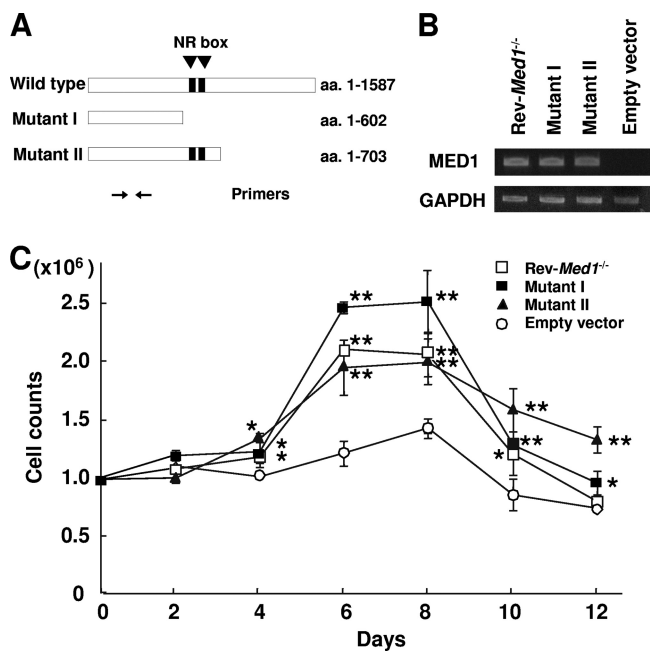 A
NR box
Wild type aa. 1-1587
Mutant I aa. 1-602
Mutant II aa. 1-703
Primers
B
Rev-Med1-/- Mutant I Mutant II Empty vector
MED1
GAPDH
C
(x10⁶)
Rev-Med1-/-
Mutant I
Mutant II
Empty vector
Cell counts
2.5
2.0
1.5
1.0
0.5
0
** **
** **
** **
* * *
** ** *
** *
0 2 4 6 8 10 12
Days